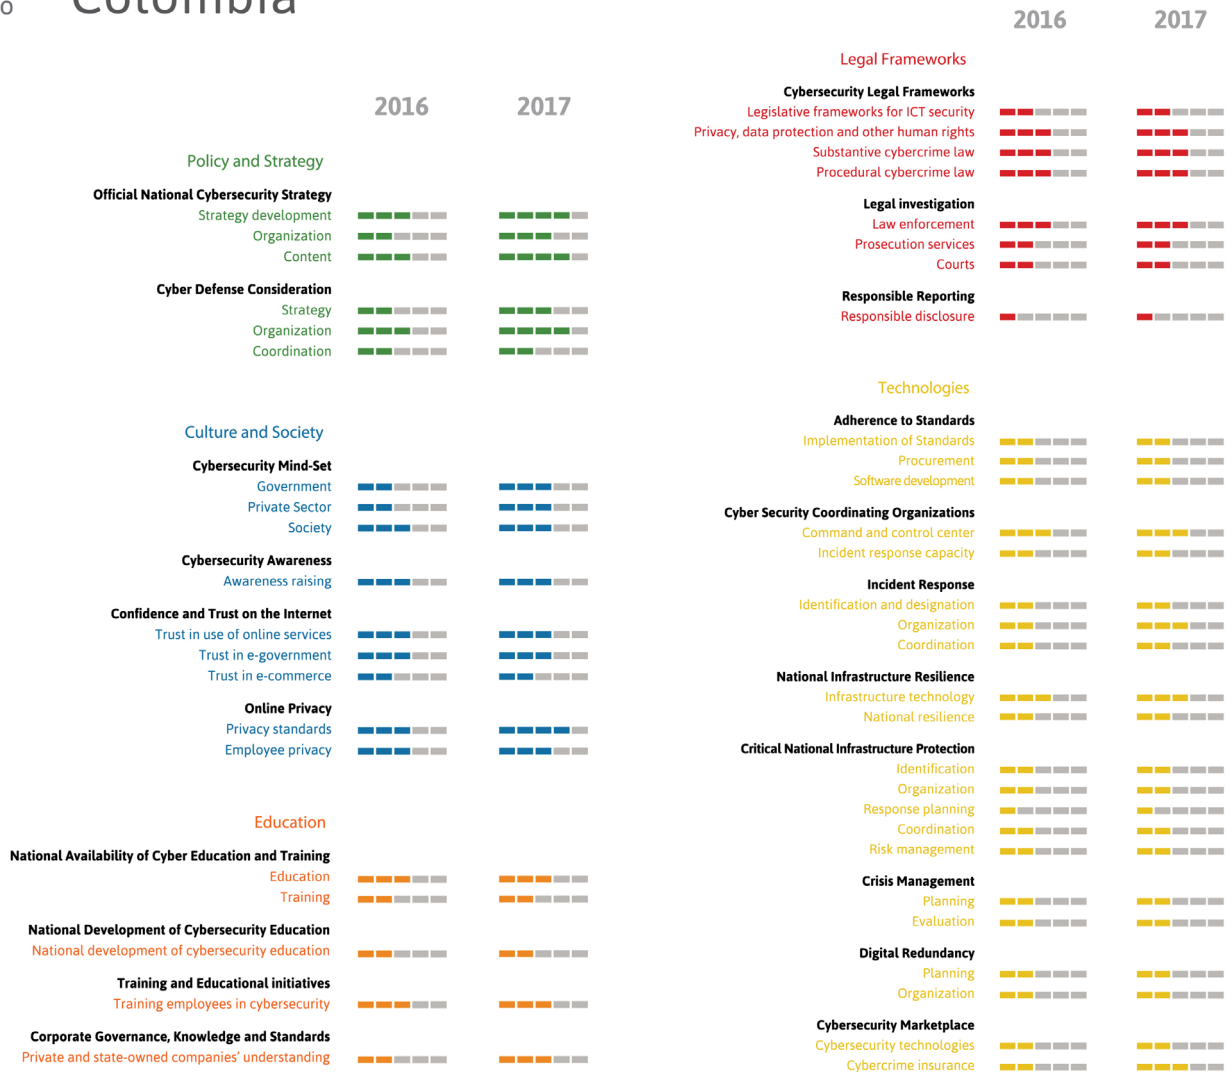 Colombia
2016 2017
Policy and Strategy
Official National Cybersecurity Strategy
Strategy development
Organization
Content
Cyber Defense Consideration
Strategy
Organization
Coordination
Culture and Society
Cybersecurity Mind-Set
Government
Private Sector
Society
Cybersecurity Awareness
Awareness raising
Confidence and Trust on the Internet
Trust in use of online services
Trust in e-government
Trust in e-commerce
Online Privacy
Privacy standards
Employee privacy
Education
National Availability of Cyber Education and Training
Education
Training
National Development of Cybersecurity Education
National development of cybersecurity education
Training and Educational initiatives
Training employees in cybersecurity
Corporate Governance, Knowledge and Standards
Private and state-owned companies' understanding
2016 2017
Legal Frameworks
Cybersecurity Legal Frameworks
Legislative frameworks for ICT security
Privacy, data protection and other human rights
Substantive cybercrime law
Procedural cybercrime law
Legal investigation
Law enforcement
Prosecution services
Courts
Responsible Reporting
Responsible disclosure
Technologies
Adherence to Standards
Implementation of Standards
Procurement
Software development
Cyber Security Coordinating Organizations
Command and control center
Incident response capacity
Incident Response
Identification and designation
Organization
Coordination
National Infrastructure Resilience
Infrastructure technology
National resilience
Critical National Infrastructure Protection
Identification
Organization
Response planning
Coordination
Risk management
Crisis Management
Planning
Evaluation
Digital Redundancy
Planning
Organization
Cybersecurity Marketplace
Cybersecurity technologies
Cybercrime insurance